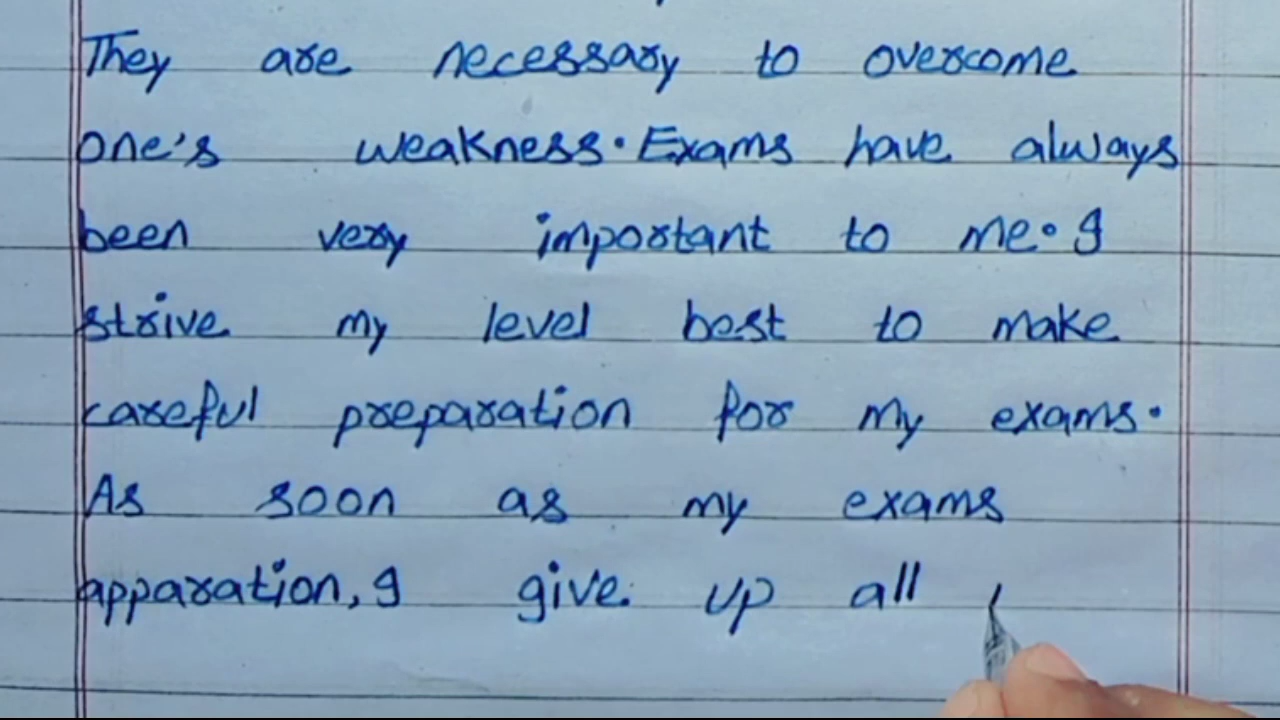 They are necessary to overcome
one's weakness. Exams have always
been very important to me. I
strive my level best to make
careful preparation for my exams.
As soon as my exams
apparation, I give up all